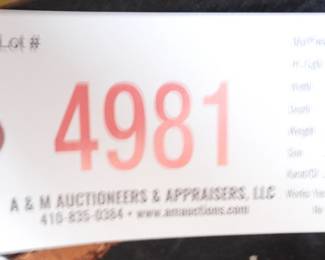 Lot #
4981
A & M AUCTIONEERS & APPRAISERS, LLC
410-835-0384 • www.amauctions.com
Width
Depth
Weight
Size